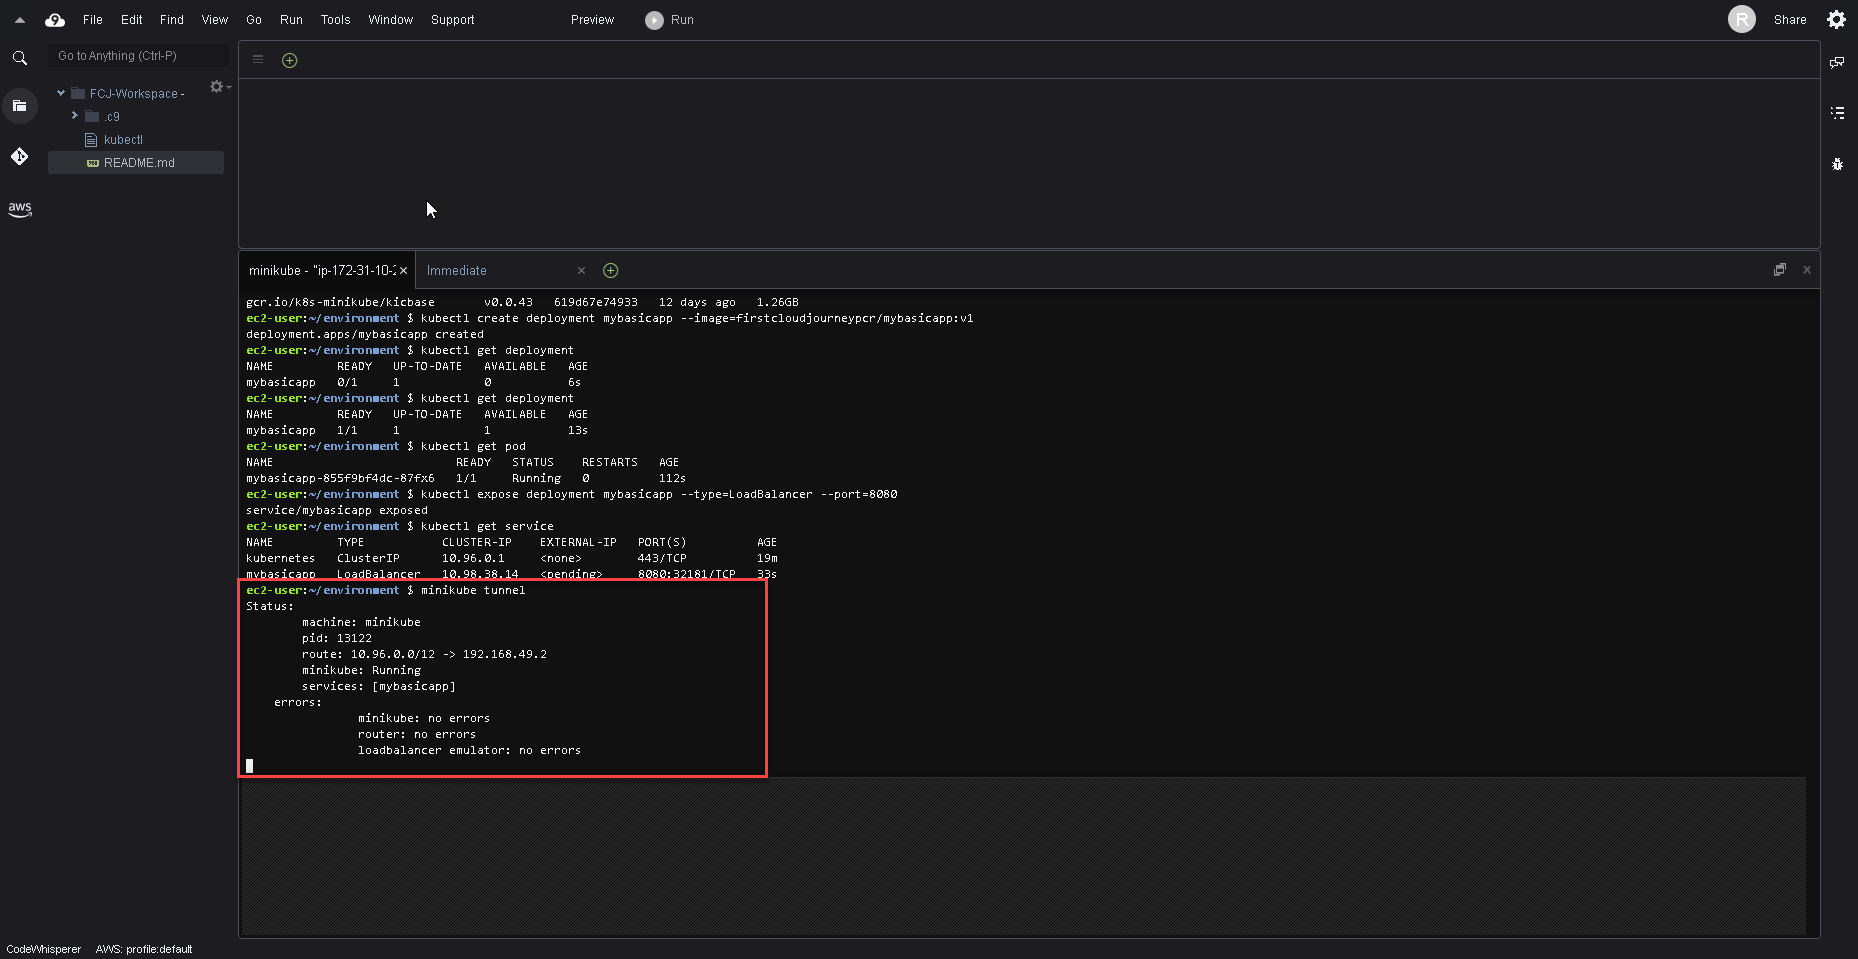 File Edit Find View Go Run Tools Window Support Preview Run R Share
Go to Anything (Ctrl-P)
FCJ-Workspace -
.c9
kubectl
README.md
aws
minikube - "ip-172-31-10-2 Immediate
gcr.io/k8s-minikube/kicbase v0.0.43 619d67e74933 12 days ago 1.26GB
ec2-user:~/environment $ kubectl create deployment mybasicapp --image=firstcloudjourneypcr/mybasicapp:v1
deployment.apps/mybasicapp created
ec2-user:~/environment $ kubectl get deployment
NAME READY UP-TO-DATE AVAILABLE AGE
mybasicapp 0/1 1 0 6s
ec2-user:~/environment $ kubectl get deployment
NAME READY UP-TO-DATE AVAILABLE AGE
mybasicapp 1/1 1 1 13s
ec2-user:~/environment $ kubectl get pod
NAME READY STATUS RESTARTS AGE
mybasicapp-855f9bf4dc-87fx6 1/1 Running 0 112s
ec2-user:~/environment $ kubectl expose deployment mybasicapp --type=LoadBalancer --port=8080
service/mybasicapp exposed
ec2-user:~/environment $ kubectl get service
NAME TYPE CLUSTER-IP EXTERNAL-IP PORT(S) AGE
kubernetes ClusterIP 10.96.0.1 <none> 443/TCP 19m
mybasicapp LoadBalancer 10.98.38.14 <pending> 8080:32181/TCP 33s
ec2-user:~/environment $ minikube tunnel
Status:
machine: minikube
pid: 13122
route: 10.96.0.0/12 -> 192.168.49.2
minikube: Running
services: [mybasicapp]
errors:
minikube: no errors
router: no errors
loadbalancer emulator: no errors
CodeWhisperer AWS: profile:default